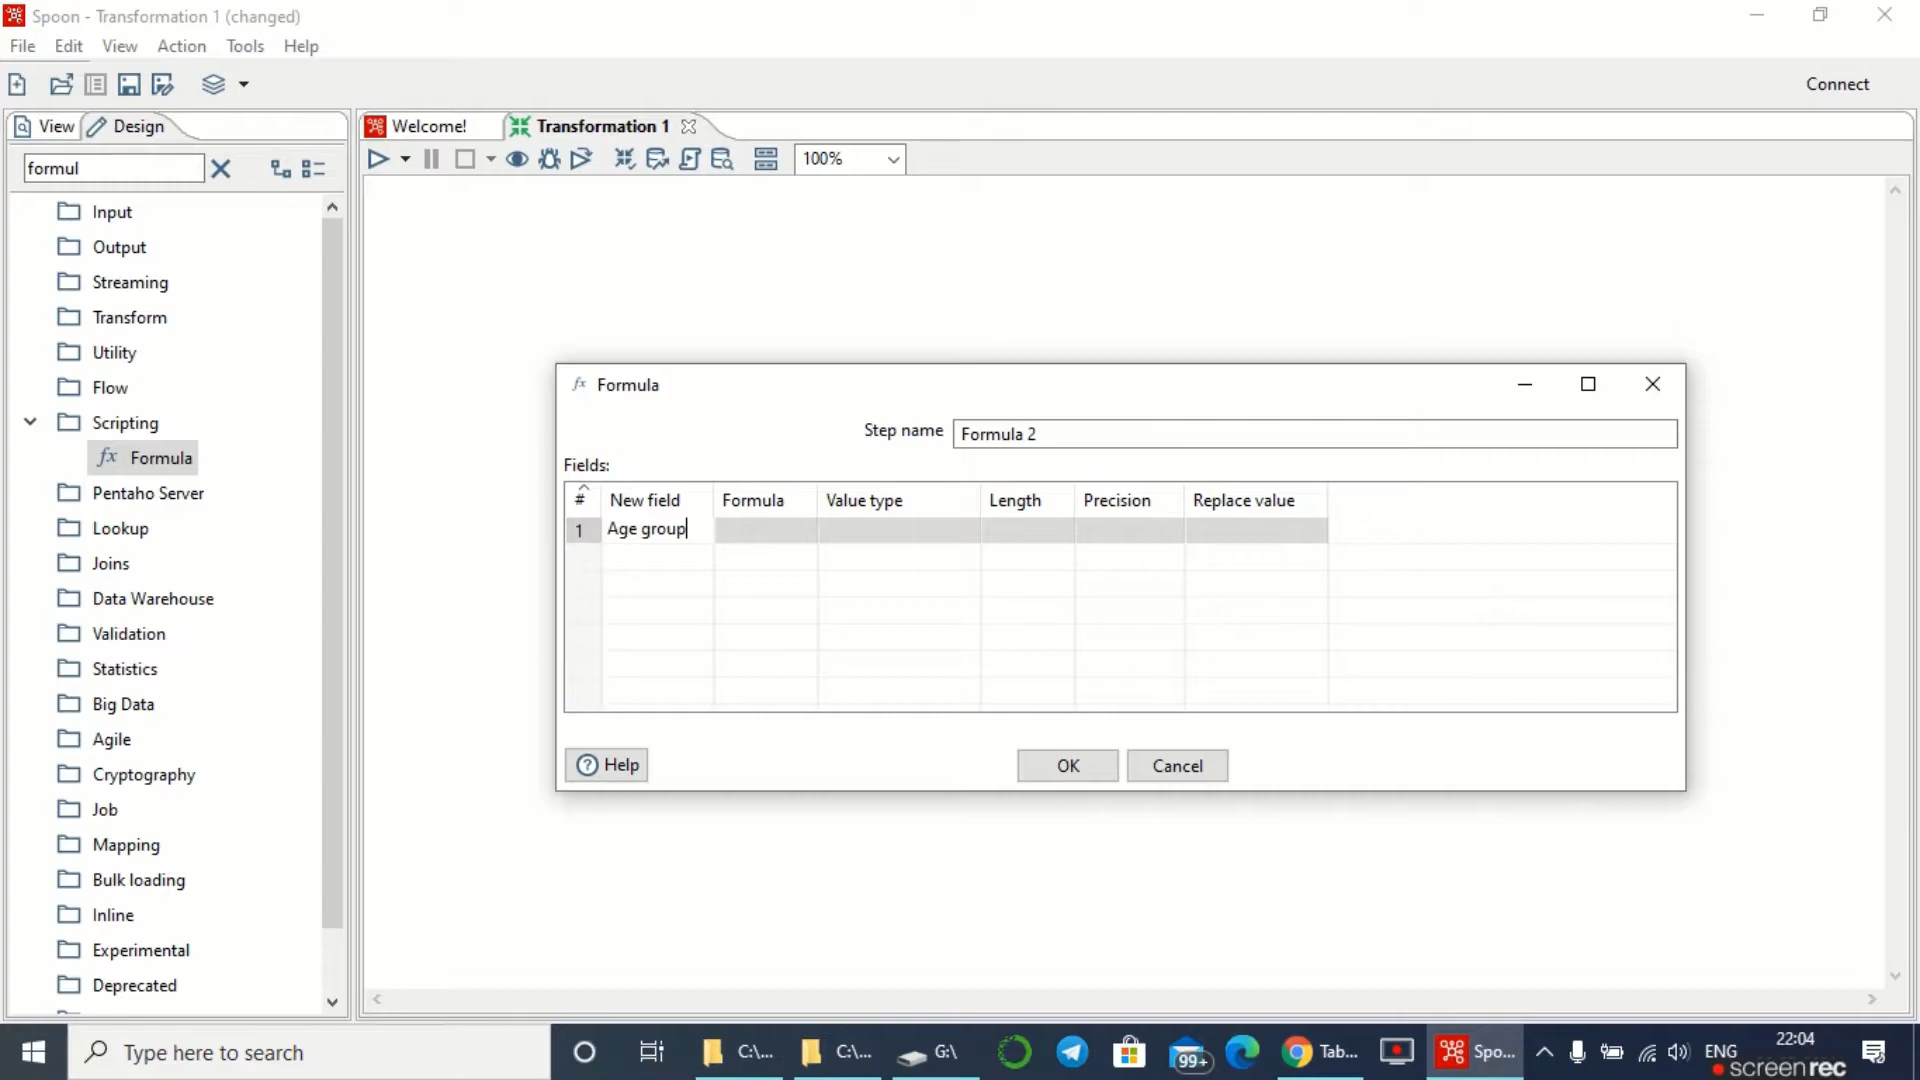 Spoon - Transformation 1 (changed)
File Edit View Action Tools Help
Connect
View Design
Welcome! Transformation 1
formul
100%
Input
Output
Streaming
Transform
Utility
Flow
Scripting
fx Formula
Pentaho Server
Lookup
Joins
Data Warehouse
Validation
Statistics
Big Data
Agile
Cryptography
Job
Mapping
Bulk loading
Inline
Experimental
Deprecated
fx Formula
Step name Formula 2
Fields:
# New field Formula Value type Length Precision Replace value
1 Age group
? Help OK Cancel
Type here to search
C:\... C:\... G:\ 99+ Tab... Spo... ENG 22:04
screenrec